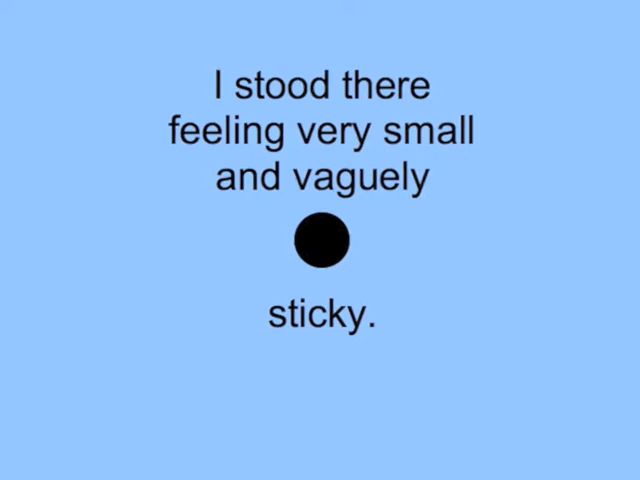 I stood there
feeling very small
and vaguely
sticky.